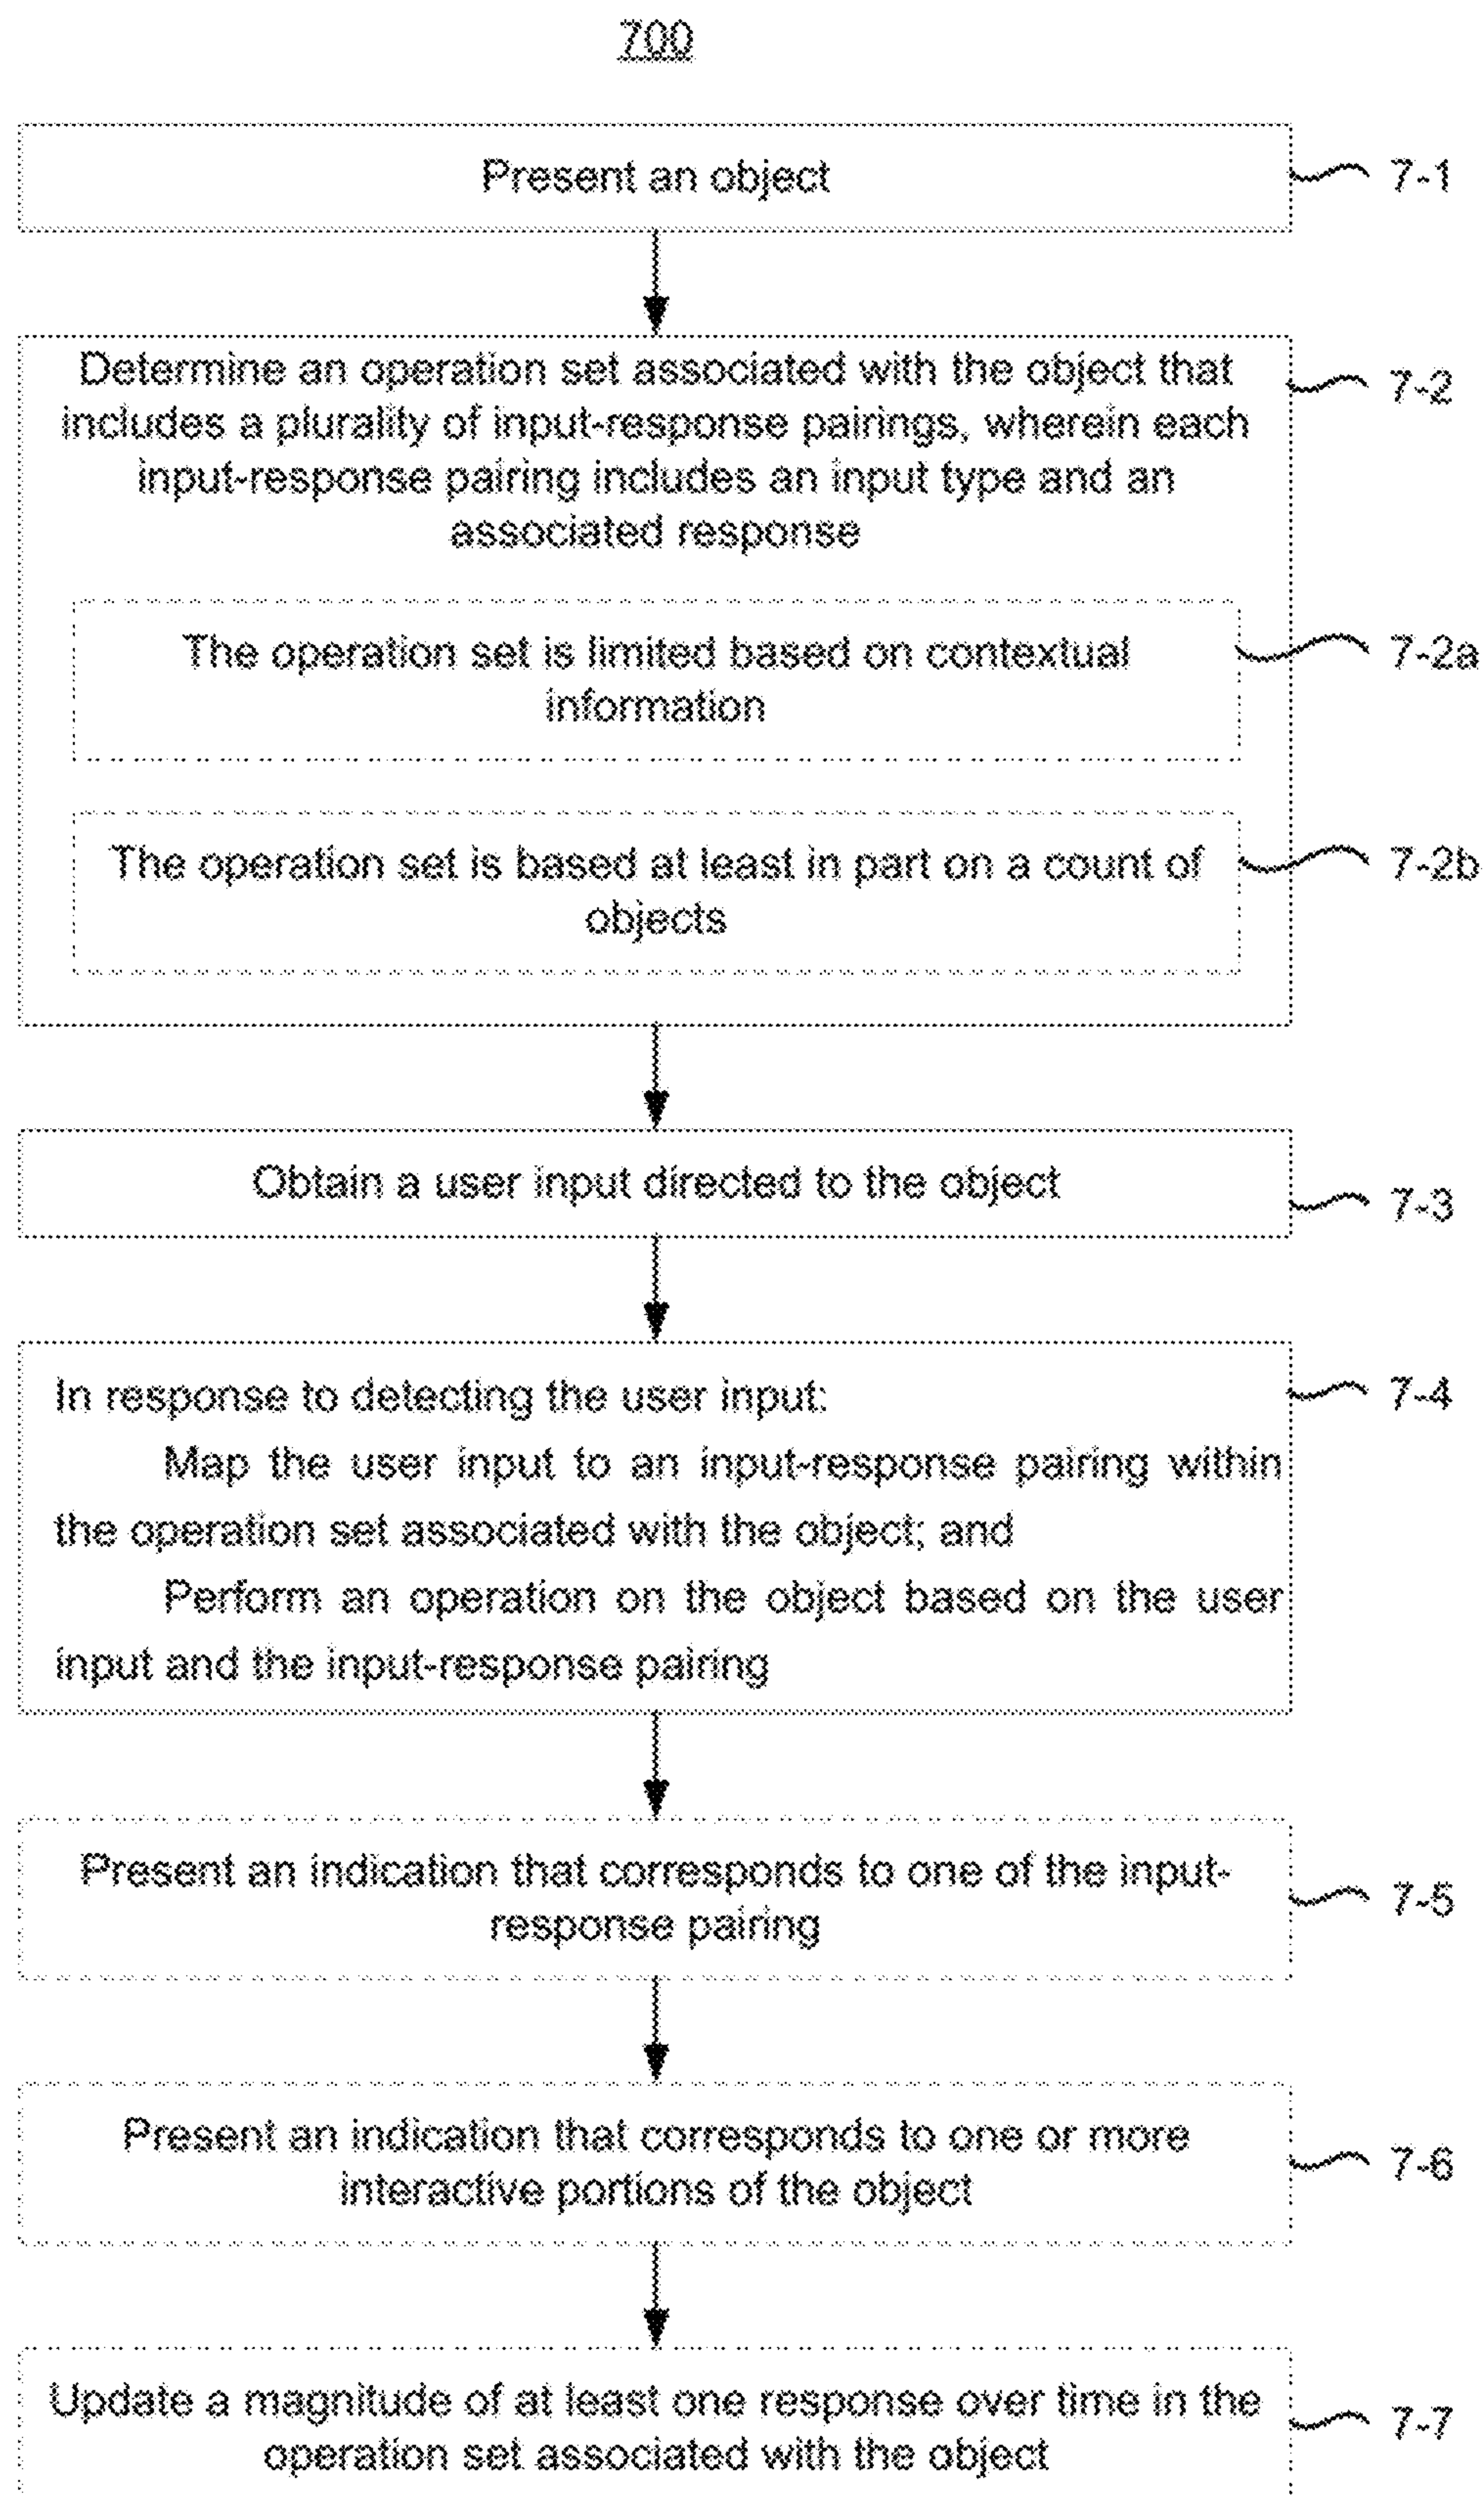 700
Present an object
7-1
Determine an operation set associated with the object that
7-2
includes a plurality of input-response pairings, wherein each
input-response pairing includes an input type and an
associated response
The operation set is limited based on contextual
7-2a
information
The operation set is based at least in part on a count of
7-2b
objects
Obtain a user input directed to the object
7-3
In response to detecting the user input:
7-4
Map the user input to an input-response pairing within
the operation set associated with the object; and
Perform an operation on the object based on the user
input and the input-response pairing
Present an indication that corresponds to one of the input-
7-5
response pairing
Present an indication that corresponds to one or more
7-6
interactive portions of the object
Update a magnitude of at least one response over time in the
7-7
operation set associated with the object